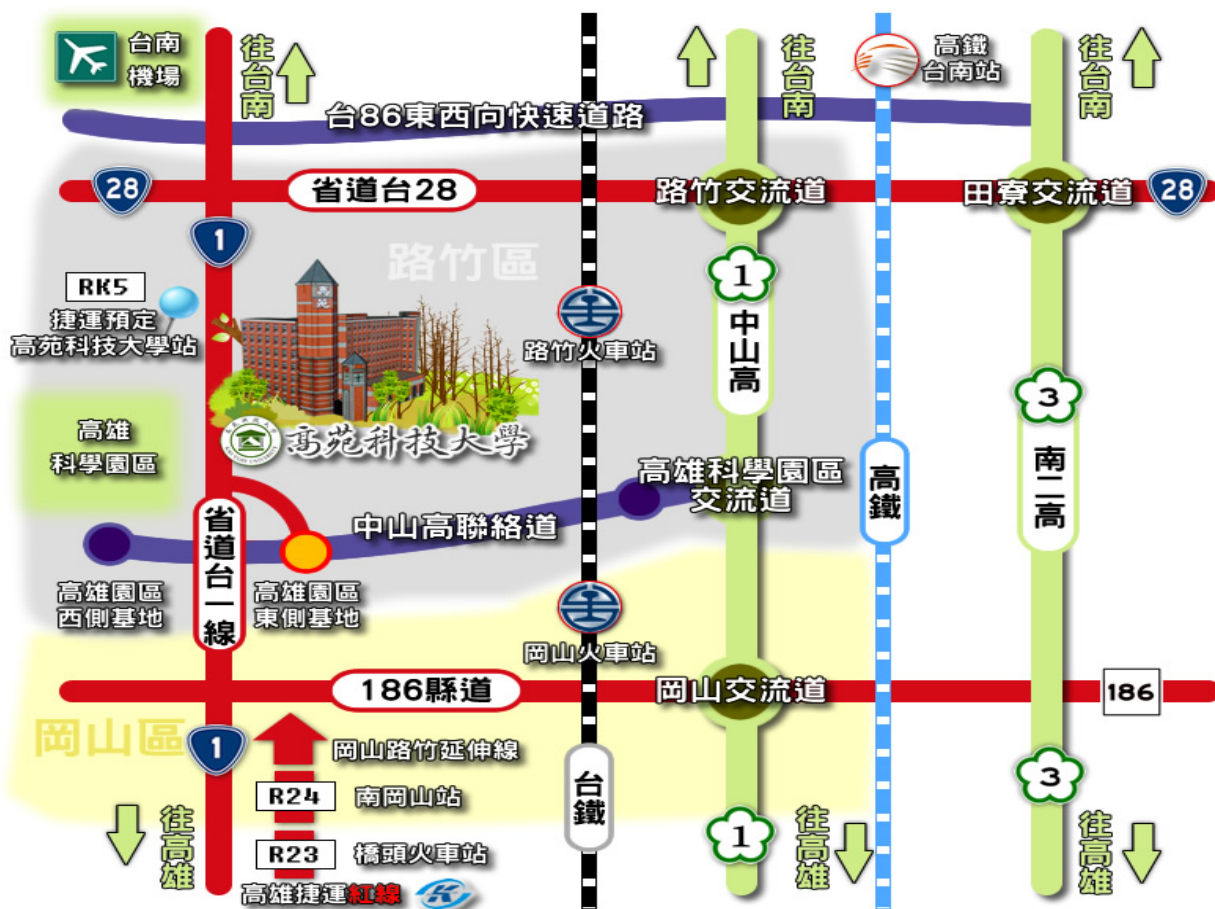 台南
機場
往台南
往台南
高鐵
台南站
往台南
台86東西向快速道路
28
省道台28
路竹交流道
田寮交流道
28
1
路竹區
RK5
捷運預定
高苑科技大學站
高苑
路竹火車站
1
中山高
3
南二高
高雄
科學園區
高苑科技大學
高雄科學園區
交流道
高鐵
省道台一線
中山高聯絡道
高雄園區
西側基地
高雄園區
東側基地
岡山火車站
186縣道
岡山交流道
186
岡山區
1
岡山路竹延伸線
R24
南岡山站
台鐵
3
1
R23
橋頭火車站
往高雄
往高雄
往高雄
高雄捷運紅線
K